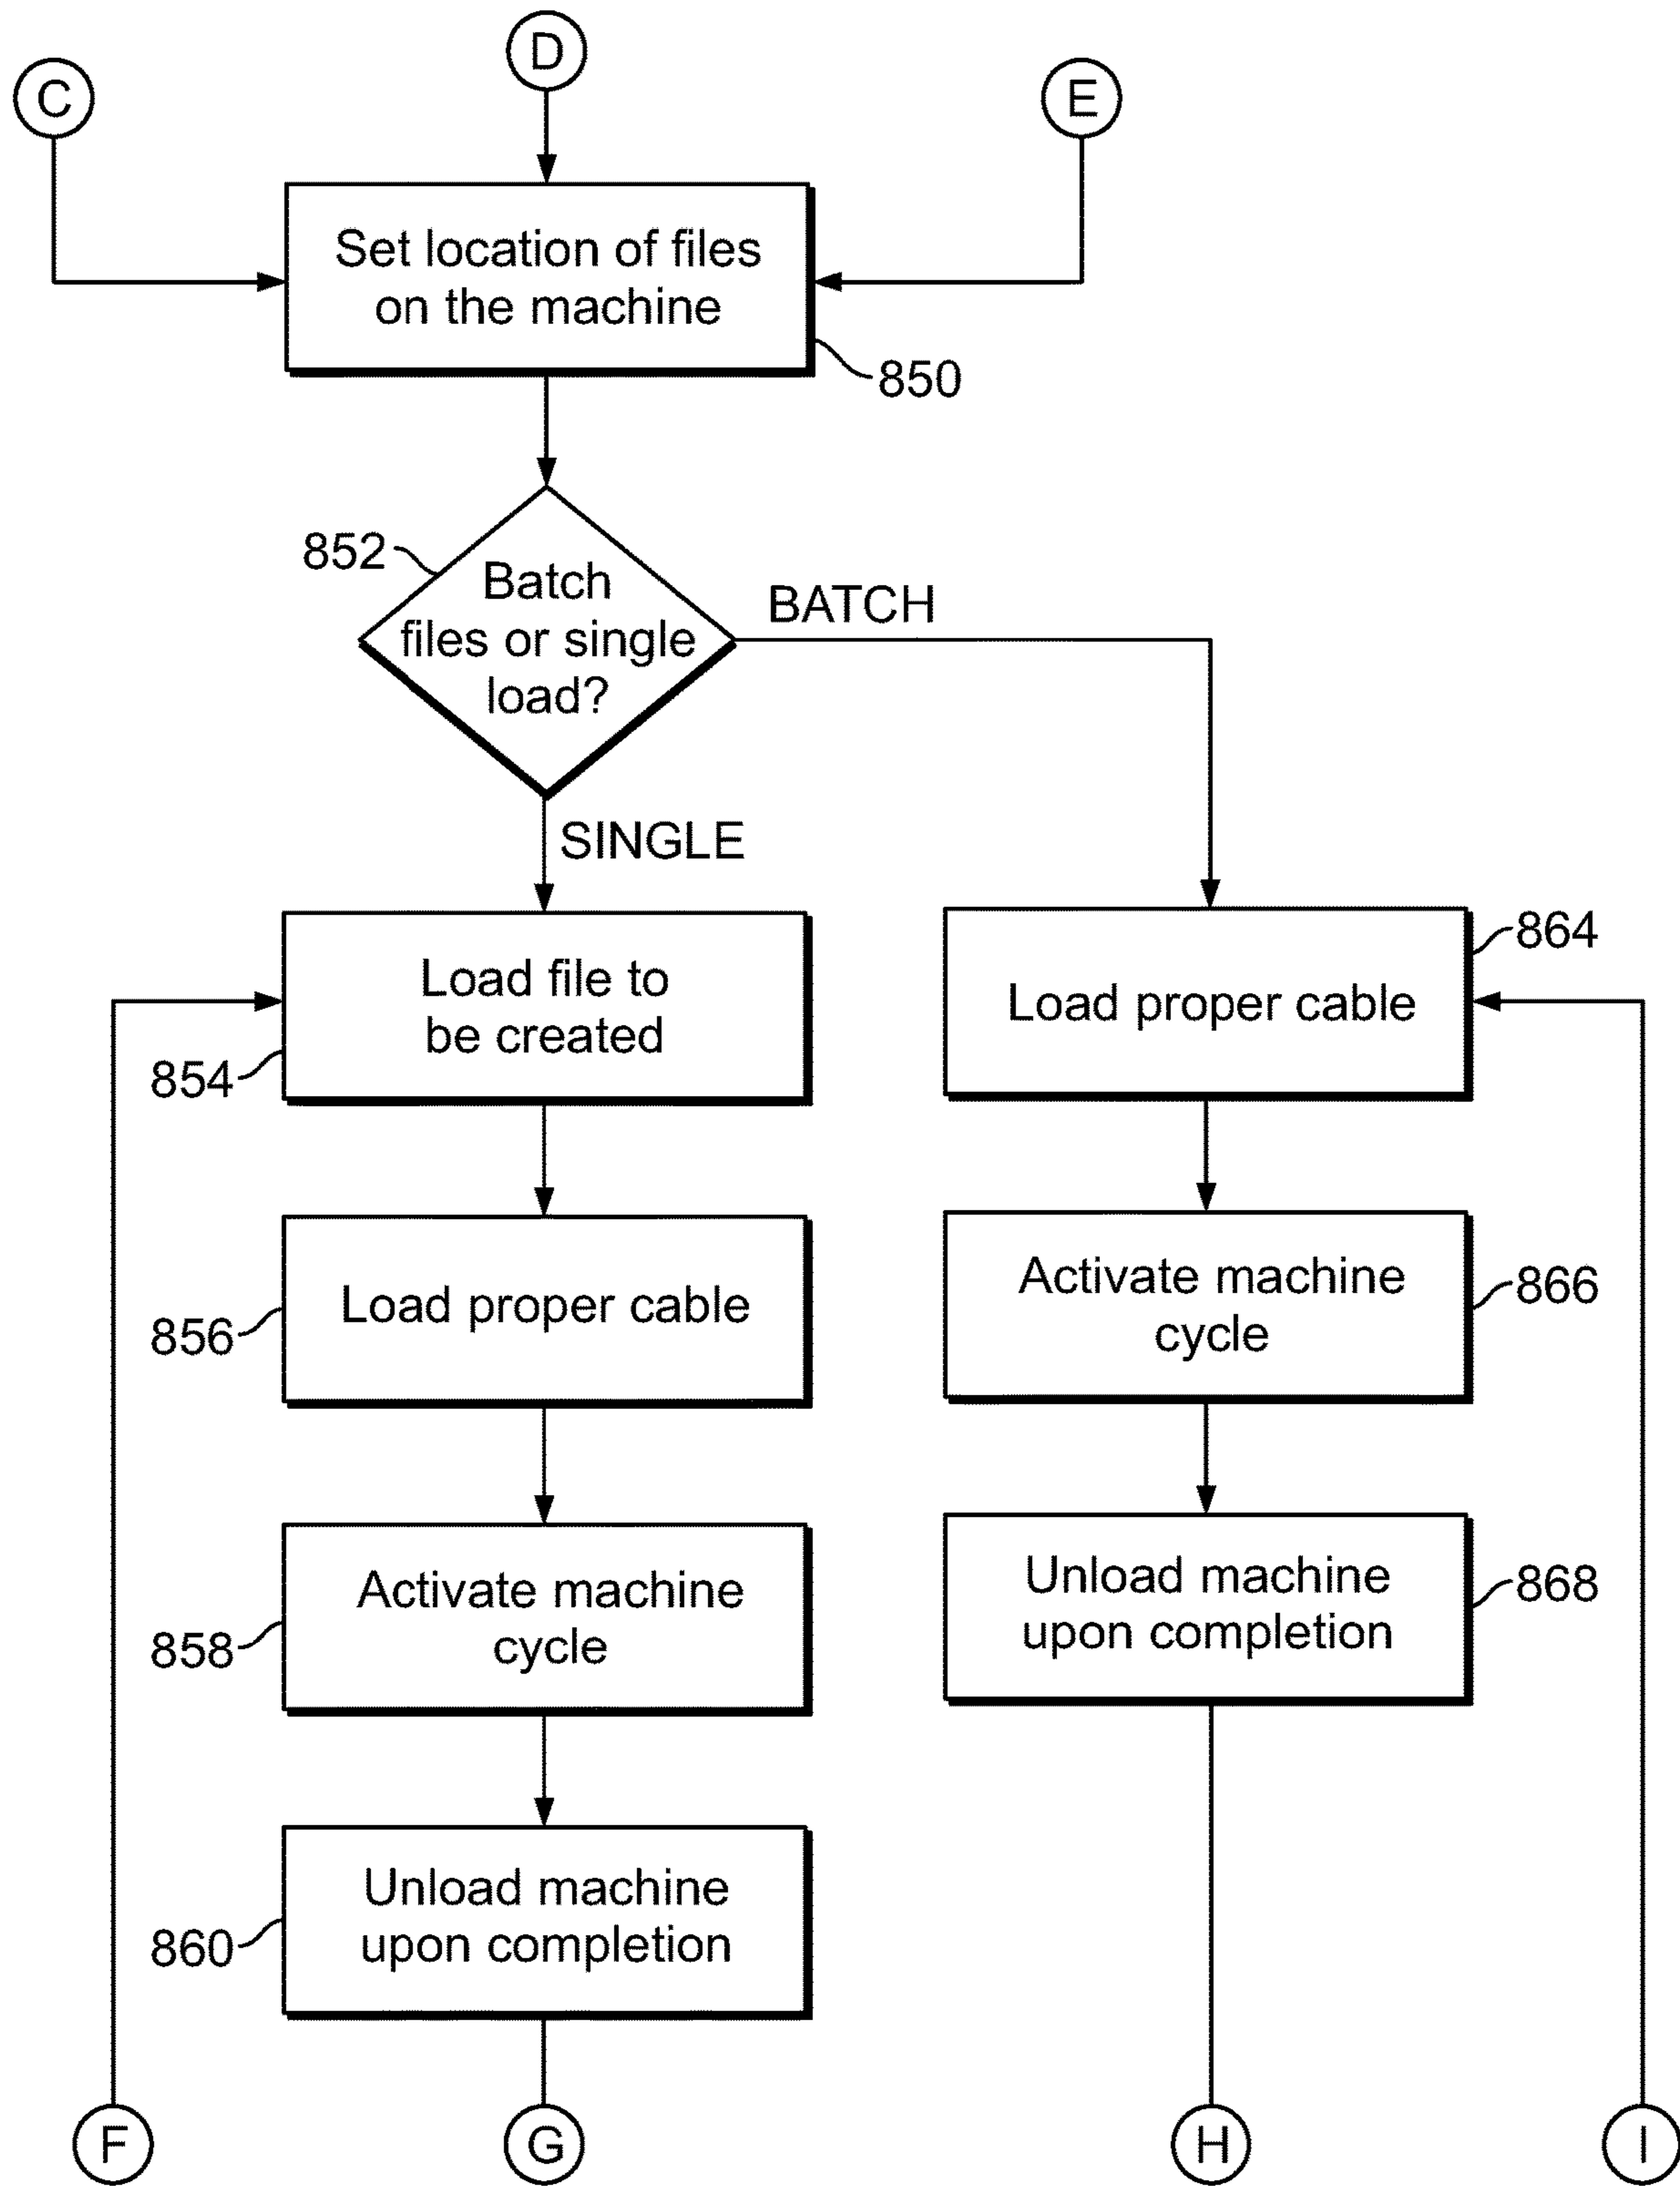 D
C
E
Set location of files
on the machine
850
852
Batch
files or single
load?
BATCH
SINGLE
Load file to
be created
854
864
Load proper cable
Load proper cable
856
Activate machine
cycle
866
Activate machine
cycle
858
Unload machine
upon completion
868
Unload machine
upon completion
860
F
G
H
I